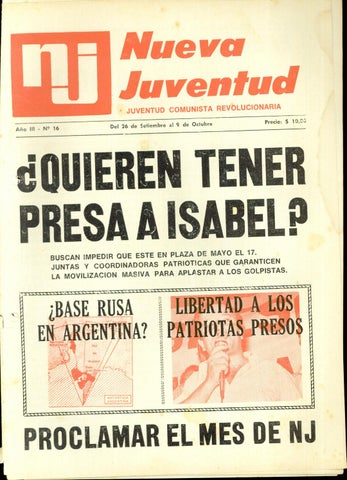 nj
Nueva
Juventud
JUVENTUD COMUNISTA REVOLUCIONARIA
Año III - Nº 16
Del 26 de Setiembre al 9 de Octubre
Precio: $ 10,00
¿QUIEREN TENER
PRESA A ISABEL?
BUSCAN IMPEDIR QUE ESTE EN PLAZA DE MAYO EL 17.
JUNTAS Y COORDINADORAS PATRIOTICAS QUE GARANTICEN
LA MOVILIZACION MASIVA PARA APLASTAR A LOS GOLPISTAS.
¿BASE RUSA
EN ARGENTINA?
LIBERTAD A LOS
PATRIOTAS PRESOS
PROCLAMAR EL MES DE NJ